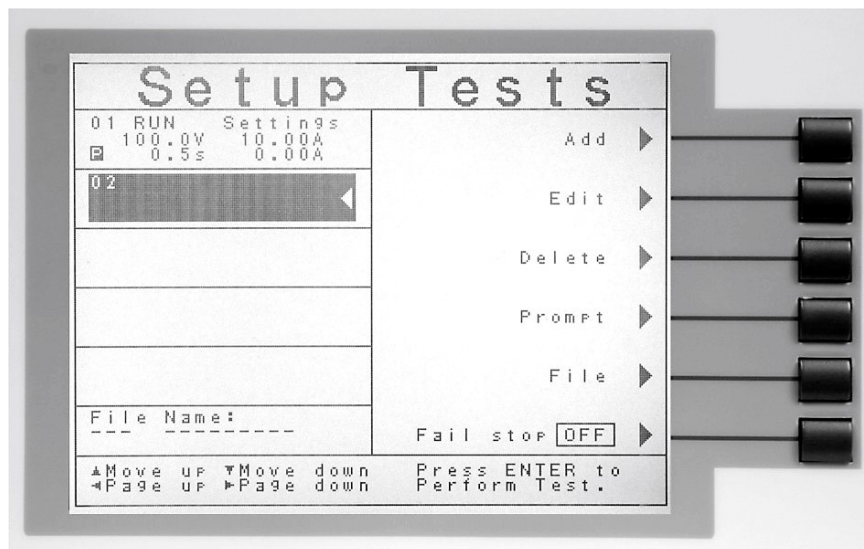 Setup Tests
01 RUN Settings
100.0V 10.00A
P 0.5s 0.00A
02
File Name:
--- ---------
Add
Edit
Delete
Prompt
File
Fail stop OFF
▲Move up ▼Move down
◄Page up ►Page down
Press ENTER to
Perform Test.